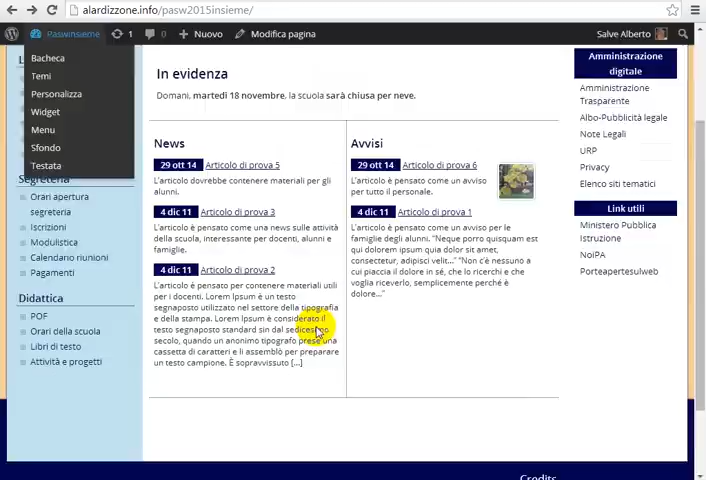 alardizzone.info/pasw2015insieme/
Paswinsieme 1 0 Nuovo Modifica pagina Salve Alberto
Bacheca
Temi
Personalizza
Widget
Menu
Sfondo
Testata
Segreteria
Orari apertura
segreteria
Iscrizioni
Modulistica
Calendario riunioni
Pagamenti
Didattica
POF
Orari della scuola
Libri di testo
Attività e progetti
In evidenza
Domani, martedì 18 novembre, la scuola sarà chiusa per neve.
News
29 ott 14 Articolo di prova 5
L'articolo dovrebbe contenere materiali per gli
alunni.
4 dic 11 Articolo di prova 3
L'articolo è pensato come una news sulle attività
della scuola, interessante per docenti, alunni e
famiglie.
4 dic 11 Articolo di prova 2
L'articolo è pensato per contenere materiali utili
per i docenti. Lorem Ipsum è un testo
segnaposto utilizzato nel settore della tipografia
e della stampa. Lorem Ipsum è considerato il
testo segnaposto standard sin dal sedicesimo
secolo, quando un anonimo tipografo prese una
cassetta di caratteri e li assemblò per preparare
un testo campione. È sopravvissuto [...]
Avvisi
29 ott 14 Articolo di prova 6
L'articolo è pensato come un avviso
per tutto il personale.
4 dic 11 Articolo di prova 1
L'articolo è pensato come un avviso per le
famiglie degli alunni. "Neque porro quisquam est
qui dolorem ipsum quia dolor sit amet,
consectetur, adipisci velit..." "Non c'è nessuno a
cui piaccia il dolore in sé, che lo ricerchi e che
voglia riceverlo, semplicemente perché è
dolore..."
Amministrazione
digitale
Amministrazione
Trasparente
Albo-Pubblicità legale
Note Legali
URP
Privacy
Elenco siti tematici
Link utili
Ministero Pubblica
Istruzione
NoiPA
Porteapertesulweb
Credits